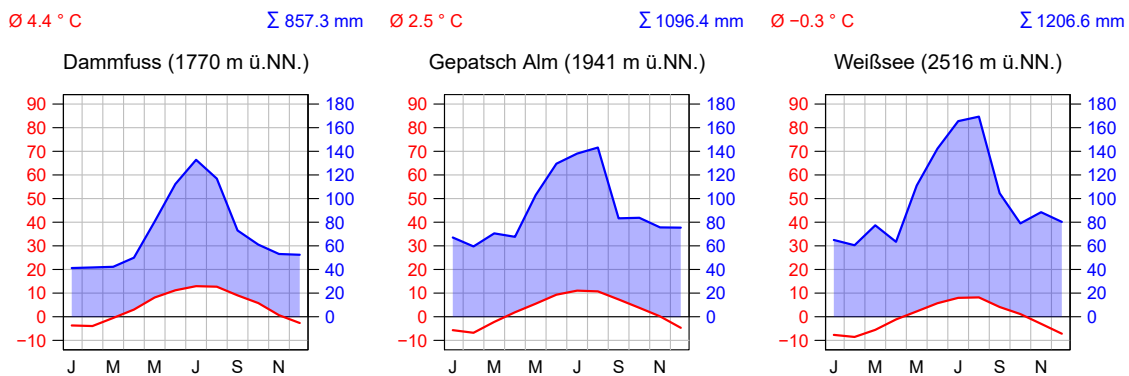 Ø 4.4 ° C Σ 857.3 mm Ø 2.5 ° C Σ 1096.4 mm Ø −0.3 ° C Σ 1206.6 mm
Dammfuss (1770 m ü.NN.) Gepatsch Alm (1941 m ü.NN.) Weißsee (2516 m ü.NN.)
90 180 90 180 90 180
80 160 80 160 80 160
70 140 70 140 70 140
60 120 60 120 60 120
50 100 50 100 50 100
40 80 40 80 40 80
30 60 30 60 30 60
20 40 20 40 20 40
10 20 10 20 10 20
0 0 0 0 0 0
−10 −10 −10
J M M J S N J M M J S N J M M J S N